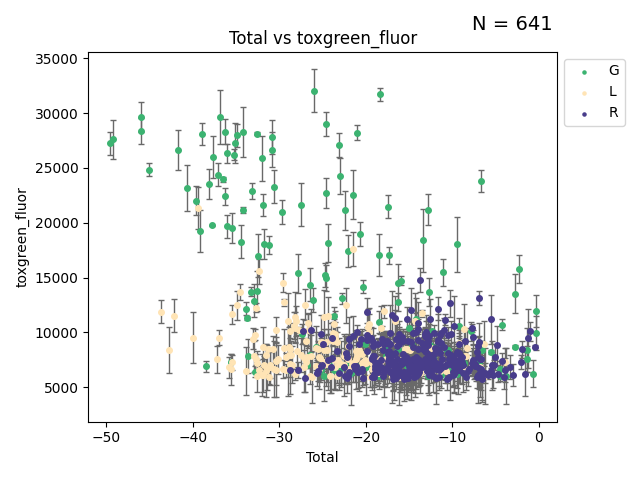 N = 641
Total vs toxgreen_fluor
35000
30000
25000
20000
15000
10000
5000
toxgreen_fluor
−50 −40 −30 −20 −10 0
Total
G
L
R